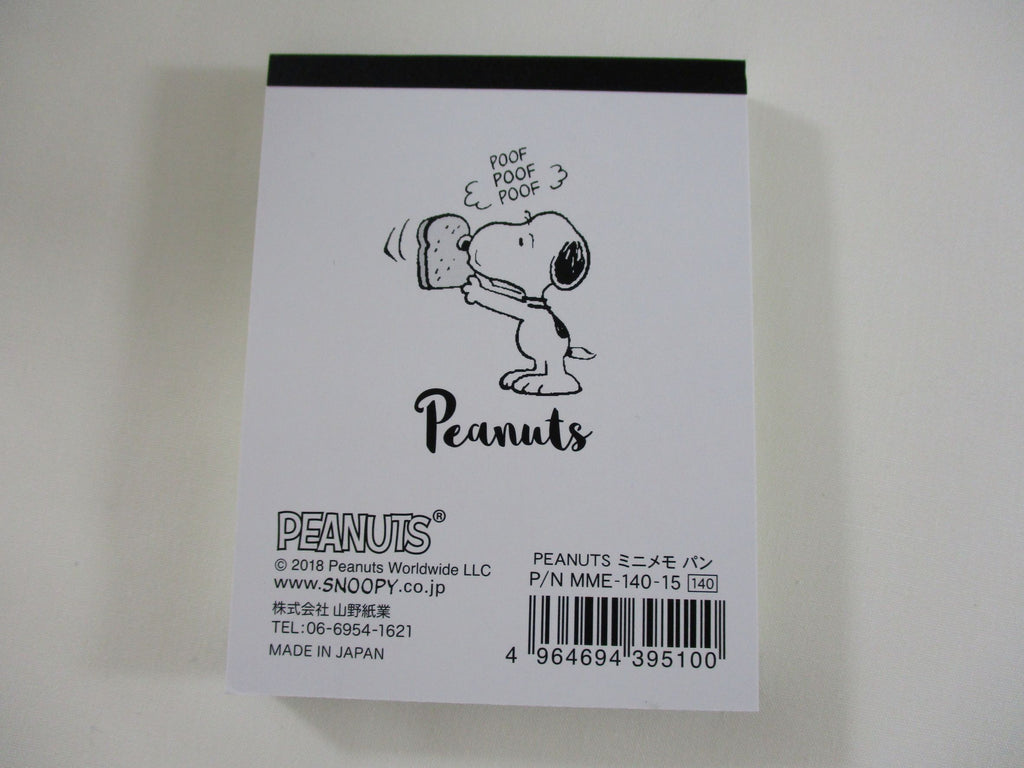 POOF
POOF
POOF
Peanuts
PEANUTS®
© 2018 Peanuts Worldwide LLC
www.SNOOPY.co.jp
株式会社 山野紙業
TEL:06-6954-1621
MADE IN JAPAN
PEANUTS ミニメモ パン
P/N MME-140-15 140
4 964694 395100